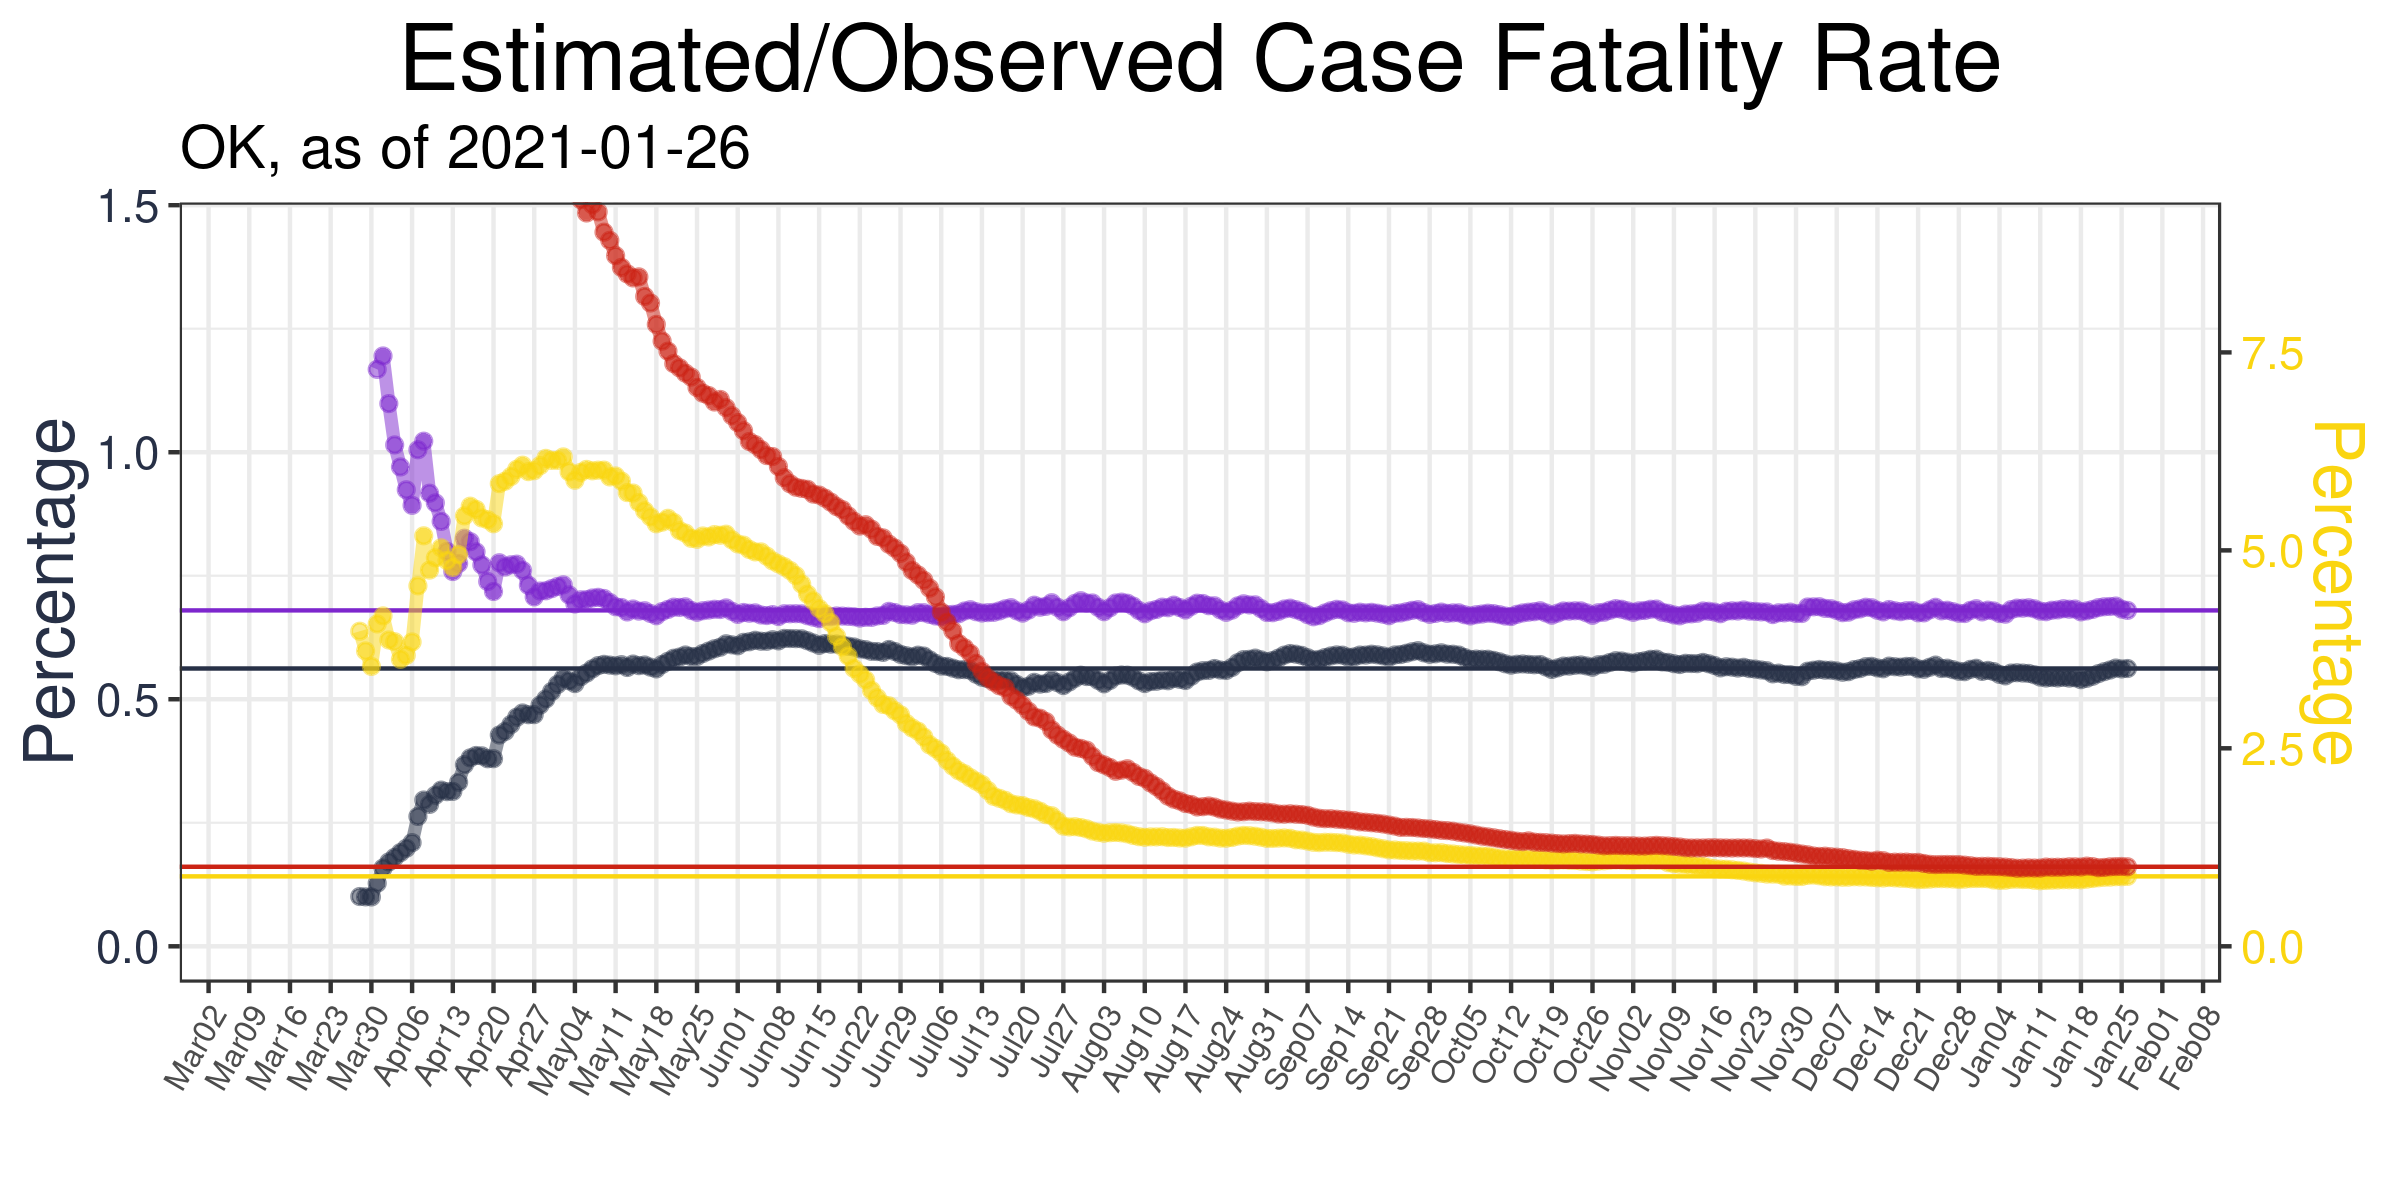 Estimated/Observed Case Fatality Rate
OK, as of 2021-01-26
Percentage
1.5
1.0
0.5
0.0
7.5
5.0
2.5
0.0
Percentage
Mar02 Mar09 Mar16 Mar23 Mar30 Apr06 Apr13 Apr20 Apr27 May04 May11 May18 May25 Jun01 Jun08 Jun15 Jun22 Jun29 Jul06 Jul13 Jul20 Jul27 Aug03 Aug10 Aug17 Aug24 Aug31 Sep07 Sep14 Sep21 Sep28 Oct05 Oct12 Oct19 Oct26 Nov02 Nov09 Nov16 Nov23 Nov30 Nov07 Dec14 Dec21 Dec28 Dec04 Jan11 Jan18 Jan25 Feb01 Feb08